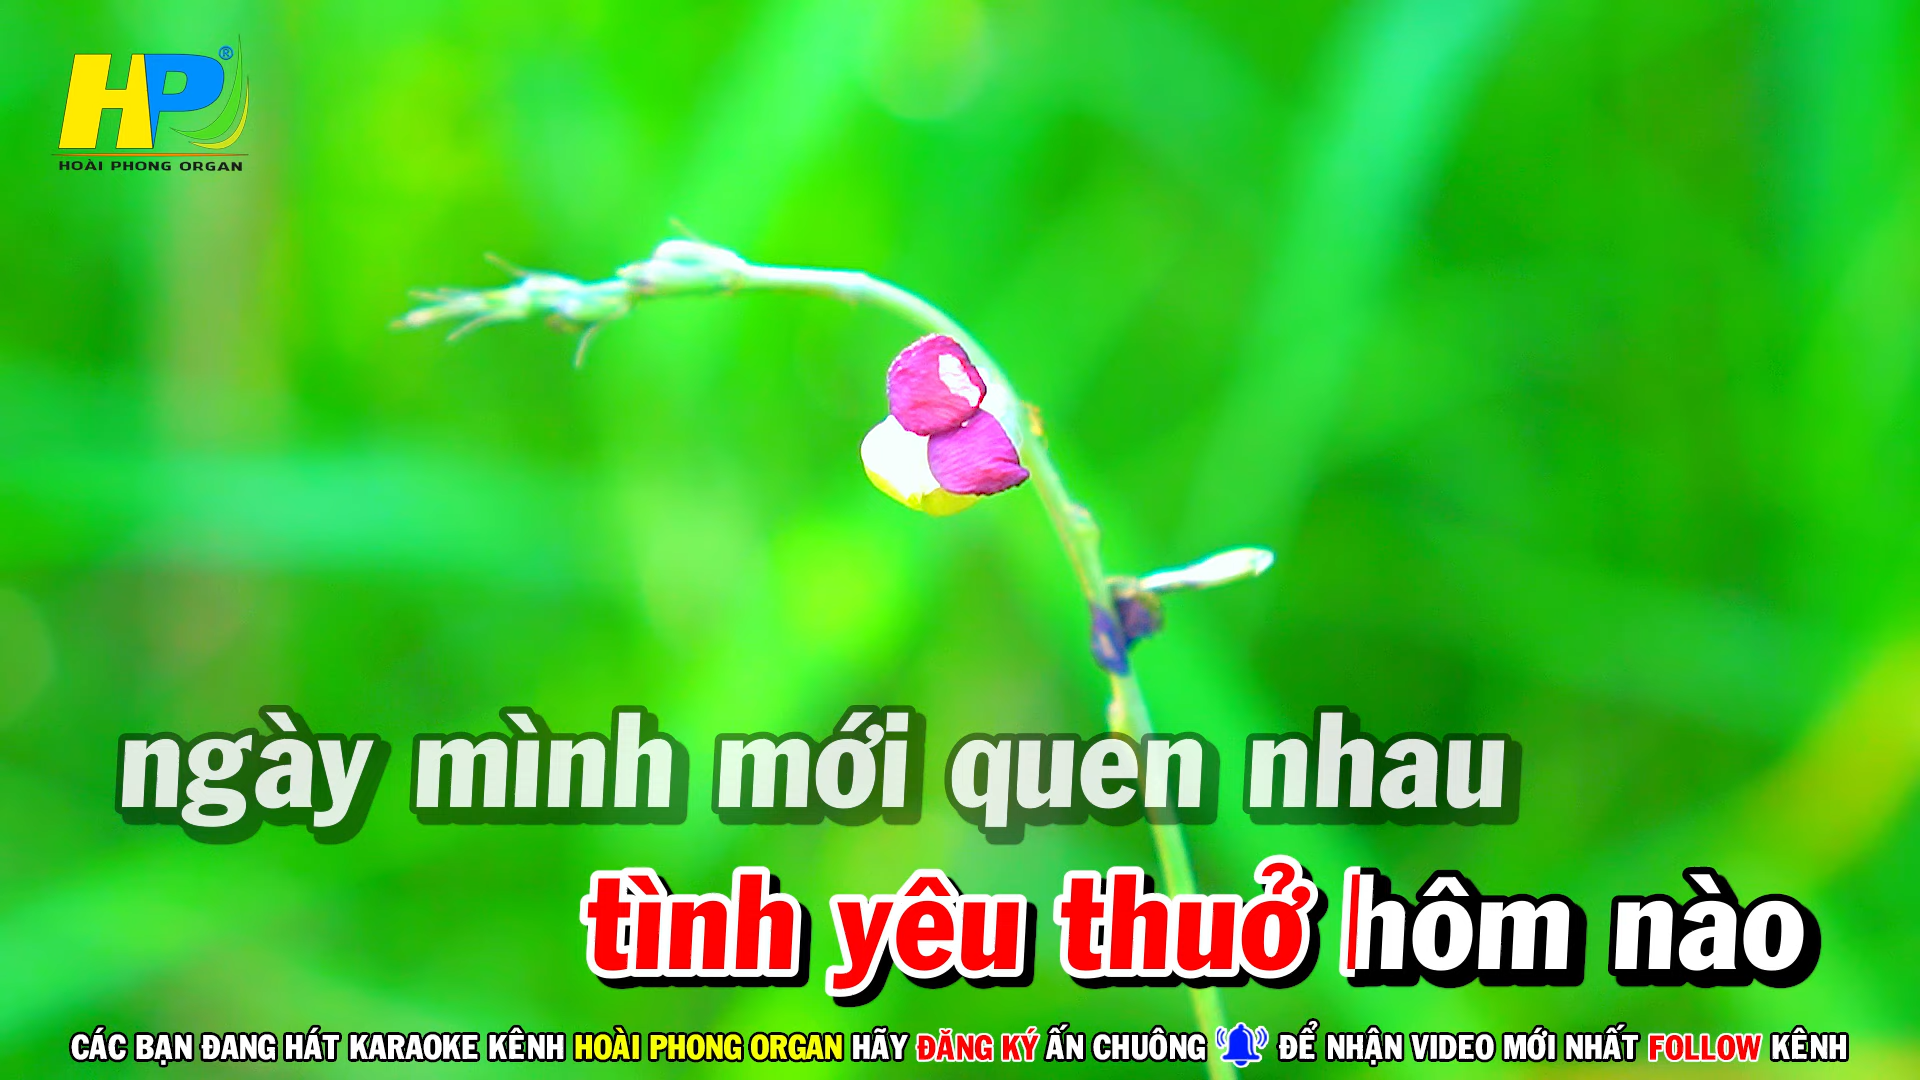 HP®
HOÀI PHONG ORGAN
ngày mình mới quen nhau
tình yêu thuở hôm nào
CÁC BẠN ĐANG HÁT KARAOKE KÊNH HOÀI PHONG ORGAN HÃY ĐĂNG KÝ ẤN CHUÔNG ĐỂ NHẬN VIDEO MỚI NHẤT FOLLOW KÊNH